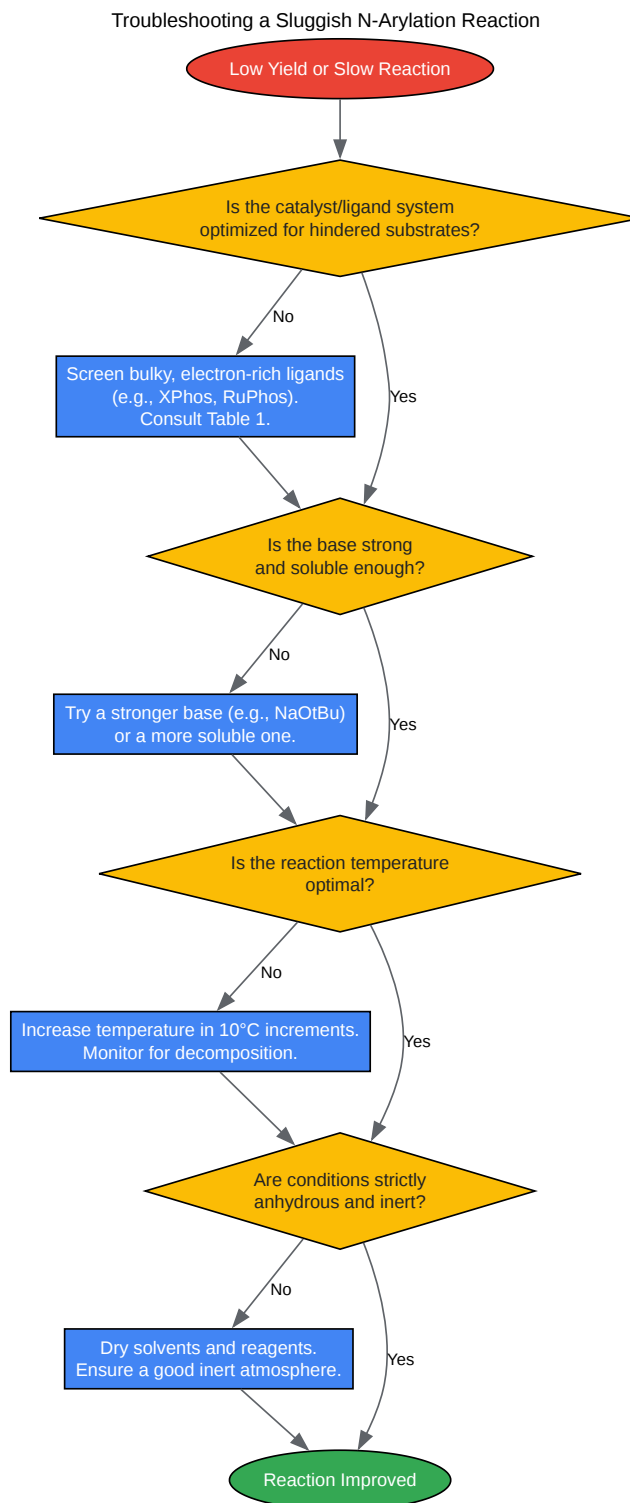 Troubleshooting a Sluggish N-Arylation Reaction
Low Yield or Slow Reaction
Is the catalyst/ligand system
optimized for hindered substrates?
No
Yes
Screen bulky, electron-rich ligands
(e.g., XPhos, RuPhos).
Consult Table 1.
Is the base strong
and soluble enough?
No
Yes
Try a stronger base (e.g., NaOtBu)
or a more soluble one.
Is the reaction temperature
optimal?
No
Yes
Increase temperature in 10°C increments.
Monitor for decomposition.
Are conditions strictly
anhydrous and inert?
No
Yes
Dry solvents and reagents.
Ensure a good inert atmosphere.
Reaction Improved